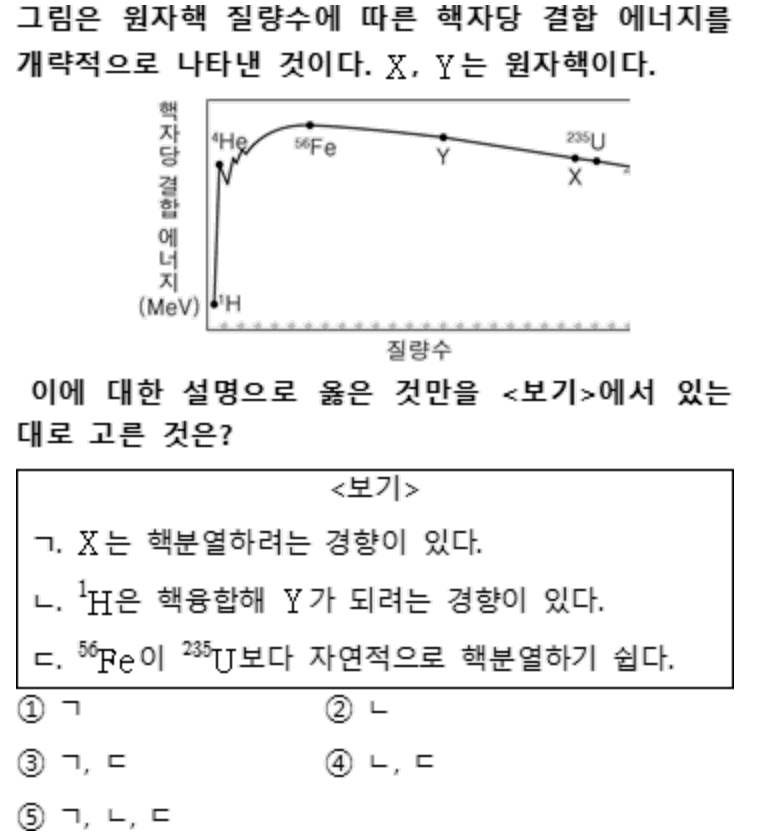 그림은 원자핵 질량수에 따른 핵자당 결합 에너지를
개략적으로 나타낸 것이다. X, Y는 원자핵이다.
핵자당 결합 에너지
(MeV)
⁴He
⁵⁶Fe
Y
²³⁵U
X
¹H
질량수
이에 대한 설명으로 옳은 것만을 <보기>에서 있는
대로 고른 것은?
<보기>
ㄱ. X는 핵분열하려는 경향이 있다.
ㄴ. ¹H은 핵융합해 Y가 되려는 경향이 있다.
ㄷ. ⁵⁶Fe이 ²³⁵U보다 자연적으로 핵분열하기 쉽다.
① ㄱ ② ㄴ
③ ㄱ, ㄷ ④ ㄴ, ㄷ
⑤ ㄱ, ㄴ, ㄷ